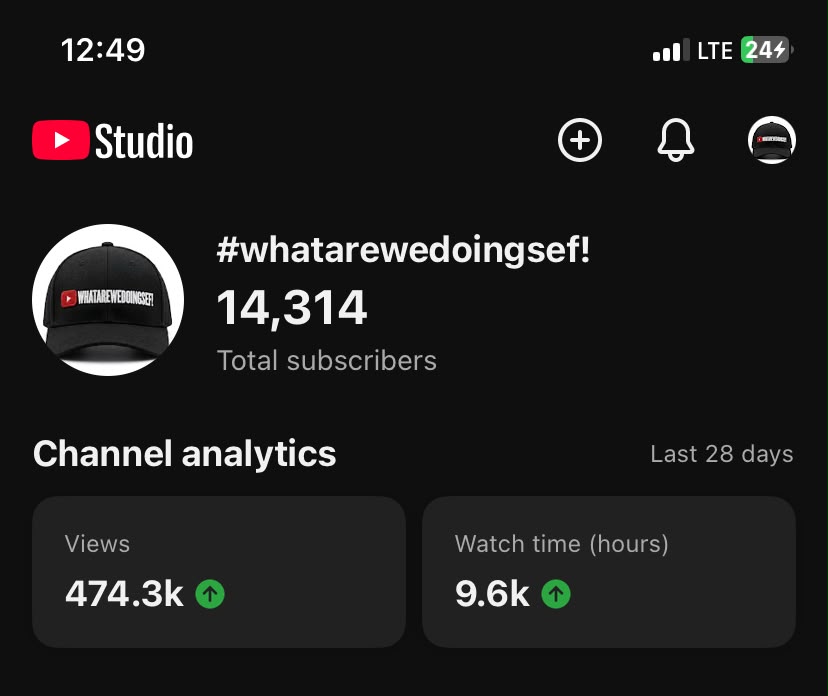 12:49
LTE 24
Studio
#whatarewedoingsef!
WHATAREWEDOINGSEF!
14,314
Total subscribers
Channel analytics
Last 28 days
Views
Watch time (hours)
474.3k
9.6k